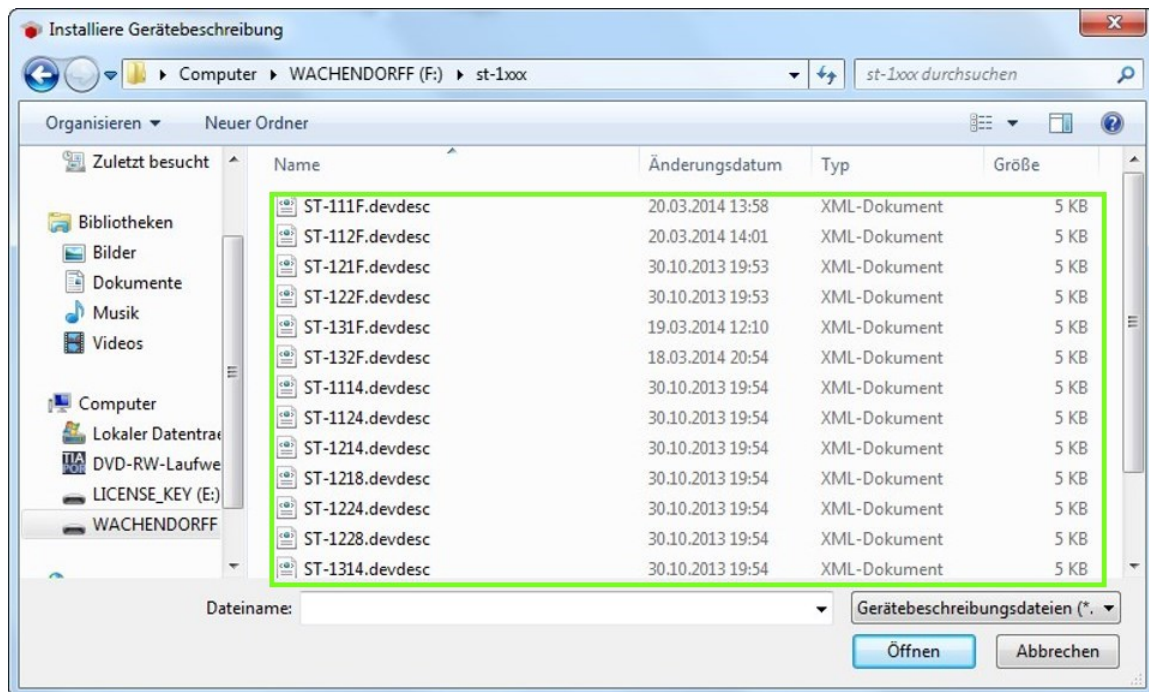 Installiere Gerätebeschreibung
Computer ▸ WACHENDORFF (F:) ▸ st-1xxx
st-1xxx durchsuchen
Organisieren Neuer Ordner
Zuletzt besucht
Bibliotheken
Bilder
Dokumente
Musik
Videos
Computer
Lokaler Datenträ
DVD-RW-Laufwe
LICENSE_KEY (E:)
WACHENDORFF
Name Änderungsdatum Typ Größe
ST-111F.devdesc 20.03.2014 13:58 XML-Dokument 5 KB
ST-112F.devdesc 20.03.2014 14:01 XML-Dokument 5 KB
ST-121F.devdesc 30.10.2013 19:53 XML-Dokument 5 KB
ST-122F.devdesc 30.10.2013 19:53 XML-Dokument 5 KB
ST-131F.devdesc 19.03.2014 12:10 XML-Dokument 5 KB
ST-132F.devdesc 18.03.2014 20:54 XML-Dokument 5 KB
ST-1114.devdesc 30.10.2013 19:54 XML-Dokument 5 KB
ST-1124.devdesc 30.10.2013 19:54 XML-Dokument 5 KB
ST-1214.devdesc 30.10.2013 19:54 XML-Dokument 5 KB
ST-1218.devdesc 30.10.2013 19:54 XML-Dokument 5 KB
ST-1224.devdesc 30.10.2013 19:54 XML-Dokument 5 KB
ST-1228.devdesc 30.10.2013 19:54 XML-Dokument 5 KB
ST-1314.devdesc 30.10.2013 19:54 XML-Dokument 5 KB
Dateiname:
Gerätebeschreibungsdateien (*.
Öffnen Abbrechen